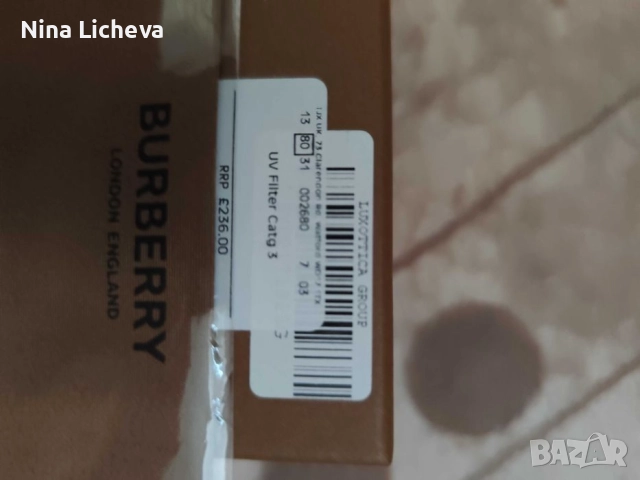 Nina Licheva
BURBERRY
LONDON ENGLAND
LUXOTTICA GROUP
13 80 31 002680 7 03
UV Filter Catg 3
RRP £236.00
BAZAR